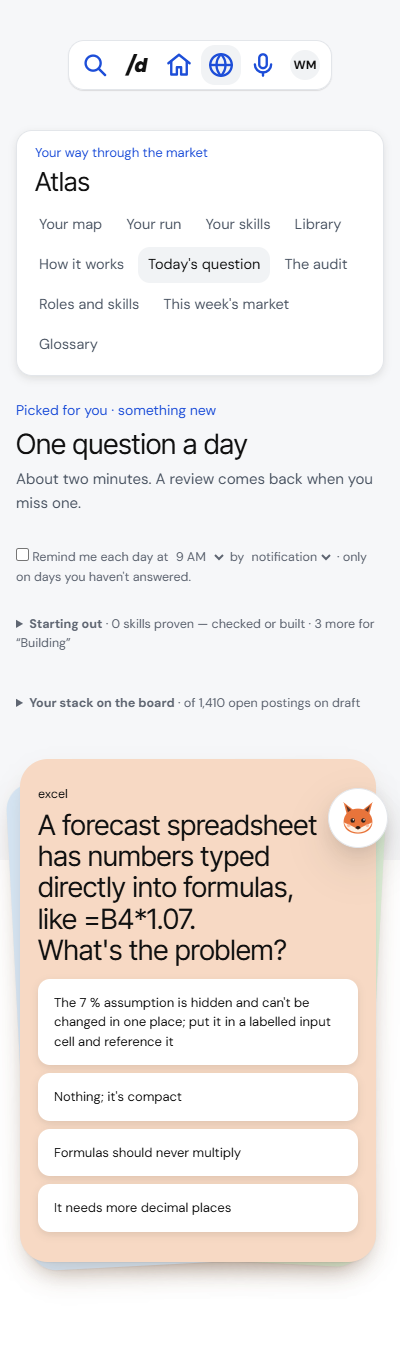 /d
WM
Your way through the market
Atlas
Your map Your run Your skills Library
How it works Today's question The audit
Roles and skills This week's market
Glossary
Picked for you · something new
One question a day
About two minutes. A review comes back when you
miss one.
Remind me each day at 9 AM by notification · only
on days you haven't answered.
Starting out · 0 skills proven — checked or built · 3 more for
“Building”
Your stack on the board · of 1,410 open postings on draft
excel
A forecast spreadsheet
has numbers typed
directly into formulas,
like =B4*1.07.
What's the problem?
The 7 % assumption is hidden and can't be
changed in one place; put it in a labelled input
cell and reference it
Nothing; it's compact
Formulas should never multiply
It needs more decimal places